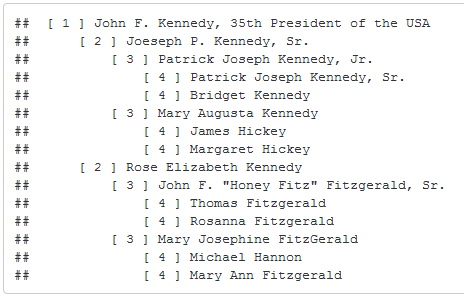 ## [ 1 ] John F. Kennedy, 35th President of the USA
## [ 2 ] Joeseph P. Kennedy, Sr.
## [ 3 ] Patrick Joseph Kennedy, Jr.
## [ 4 ] Patrick Joseph Kennedy, Sr.
## [ 4 ] Bridget Kennedy
## [ 3 ] Mary Augusta Kennedy
## [ 4 ] James Hickey
## [ 4 ] Margaret Hickey
## [ 2 ] Rose Elizabeth Kennedy
## [ 3 ] John F. "Honey Fitz" Fitzgerald, Sr.
## [ 4 ] Thomas Fitzgerald
## [ 4 ] Rosanna Fitzgerald
## [ 3 ] Mary Josephine FitzGerald
## [ 4 ] Michael Hannon
## [ 4 ] Mary Ann Fitzgerald